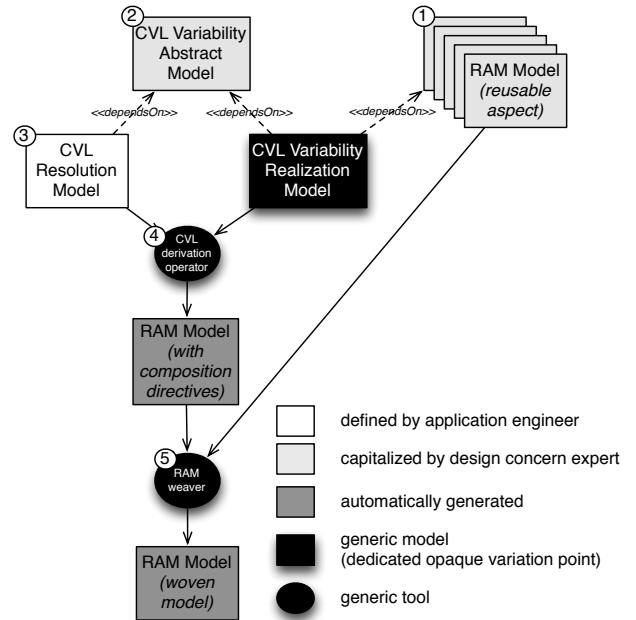 2
CVL Variability
Abstract
Model
1
RAM Model
(reusable
aspect)
<<dependsOn>>
<<dependsOn>>
<<dependsOn>>
3
CVL
Resolution
Model
CVL Variability
Realization
Model
4
CVL
derivation
operator
RAM Model
(with
composition
directives)
5
RAM
weaver
RAM Model
(woven
model)
defined by application engineer
capitalized by design concern expert
automatically generated
generic model
(dedicated opaque variation point)
generic tool